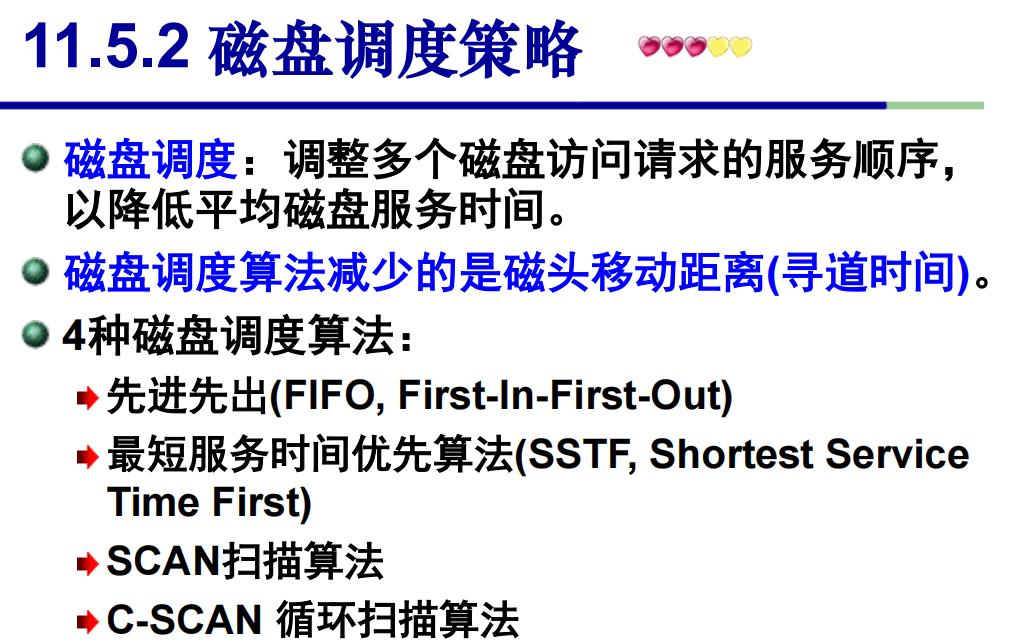 11.5.2 磁盘调度策略
磁盘调度：调整多个磁盘访问请求的服务顺序，
以降低平均磁盘服务时间。
磁盘调度算法减少的是磁头移动距离(寻道时间)。
4种磁盘调度算法：
先进先出(FIFO, First-In-First-Out)
最短服务时间优先算法(SSTF, Shortest Service
Time First)
SCAN扫描算法
C-SCAN 循环扫描算法